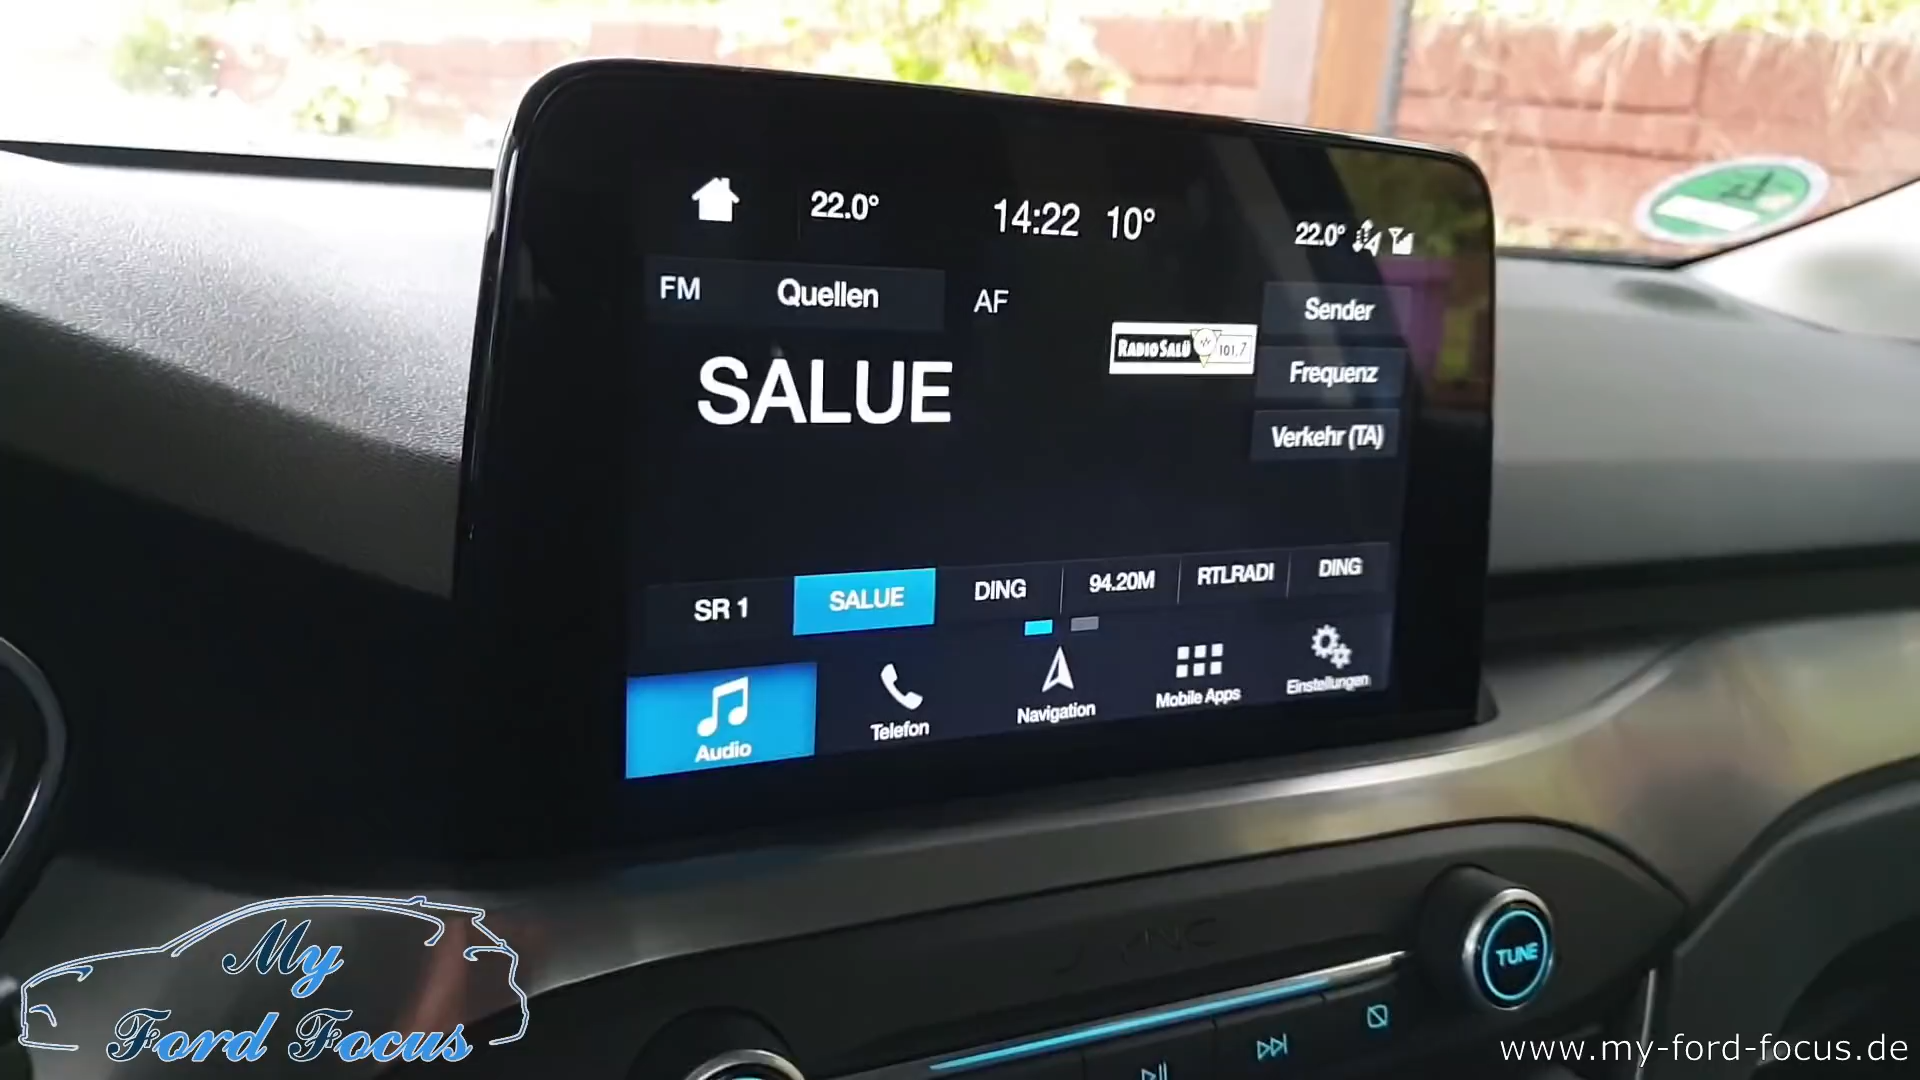 22.0° 14:22 10° 22.0°
FM Quellen AF Sender
RADIO SALÜ 101,7
Frequenz
SALUE
Verkehr (TA)
SR 1 SALUE DING 94.20M RTLRADI DING
Audio Telefon Navigation Mobile Apps Einstellungen
SYNC
TUNE
My
Ford Focus
www.my-ford-focus.de